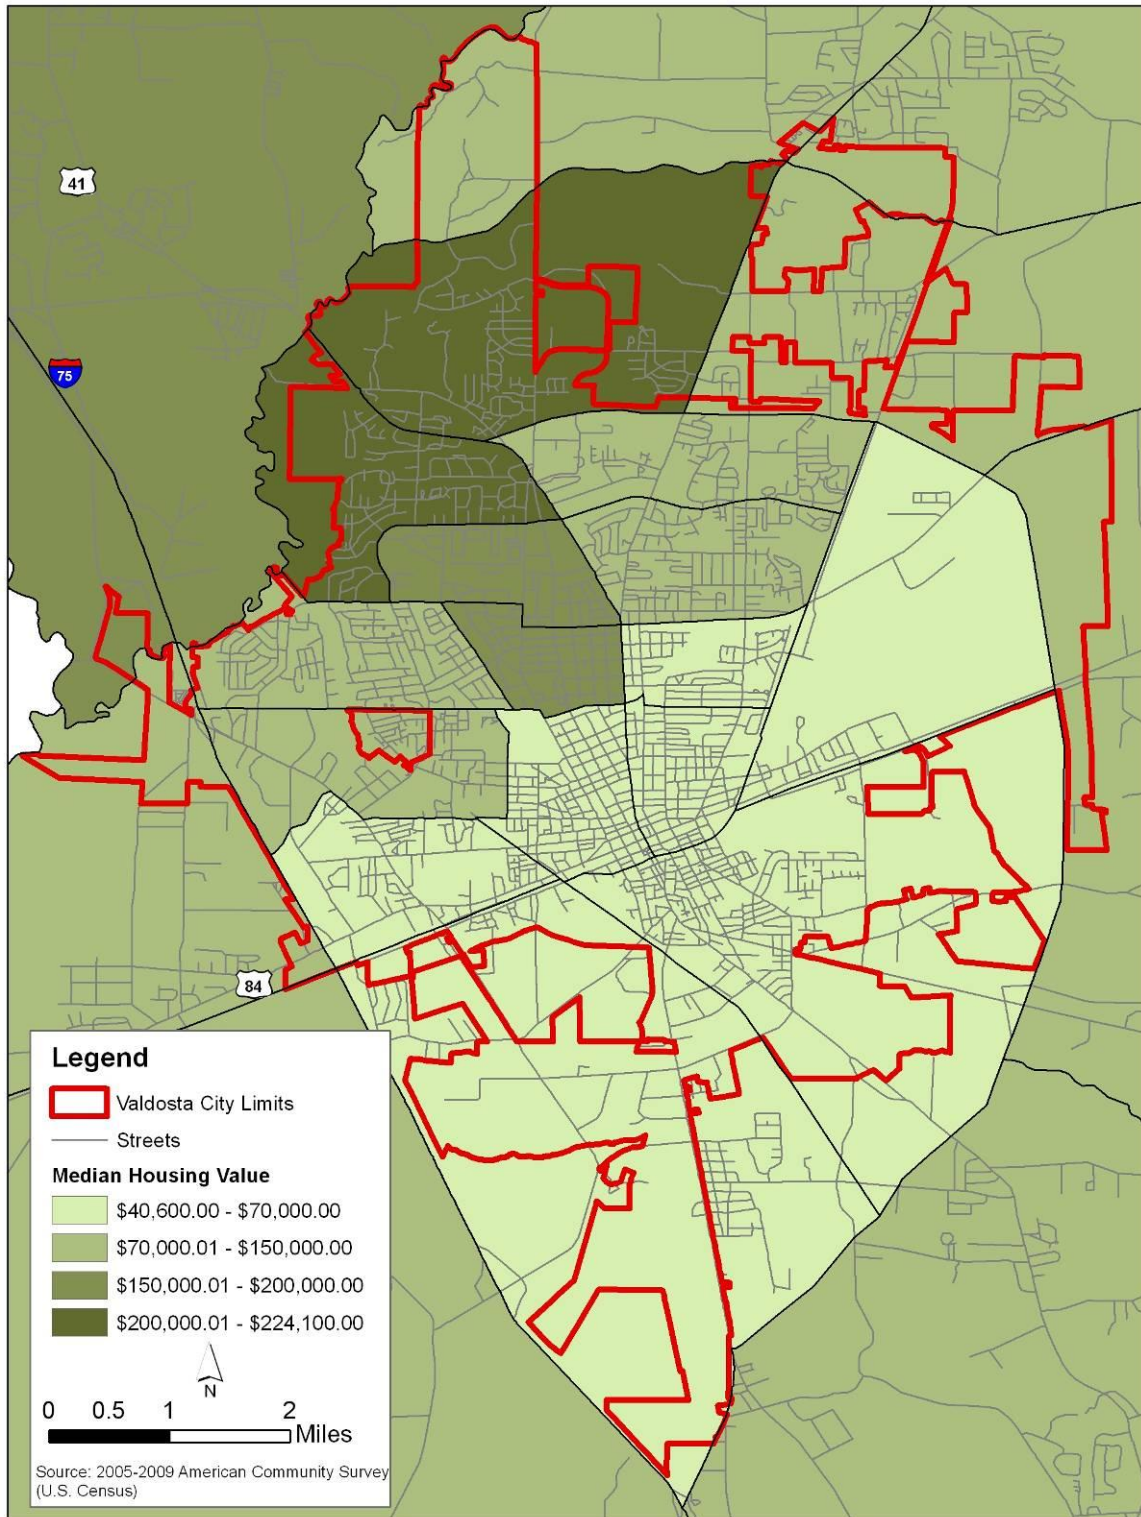 41
75
84
Legend
Valdosta City Limits
Streets
Median Housing Value
$40,600.00 - $70,000.00
$70,000.01 - $150,000.00
$150,000.01 - $200,000.00
$200,000.01 - $224,100.00
N
0 0.5 1 2
Miles
Source: 2005-2009 American Community Survey
(U.S. Census)